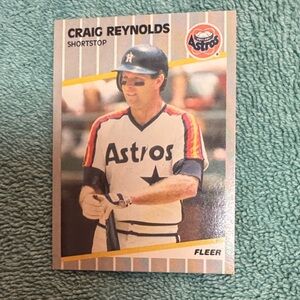 CRAIG REYNOLDS
SHORTSTOP
Astros
Astros
FLEER